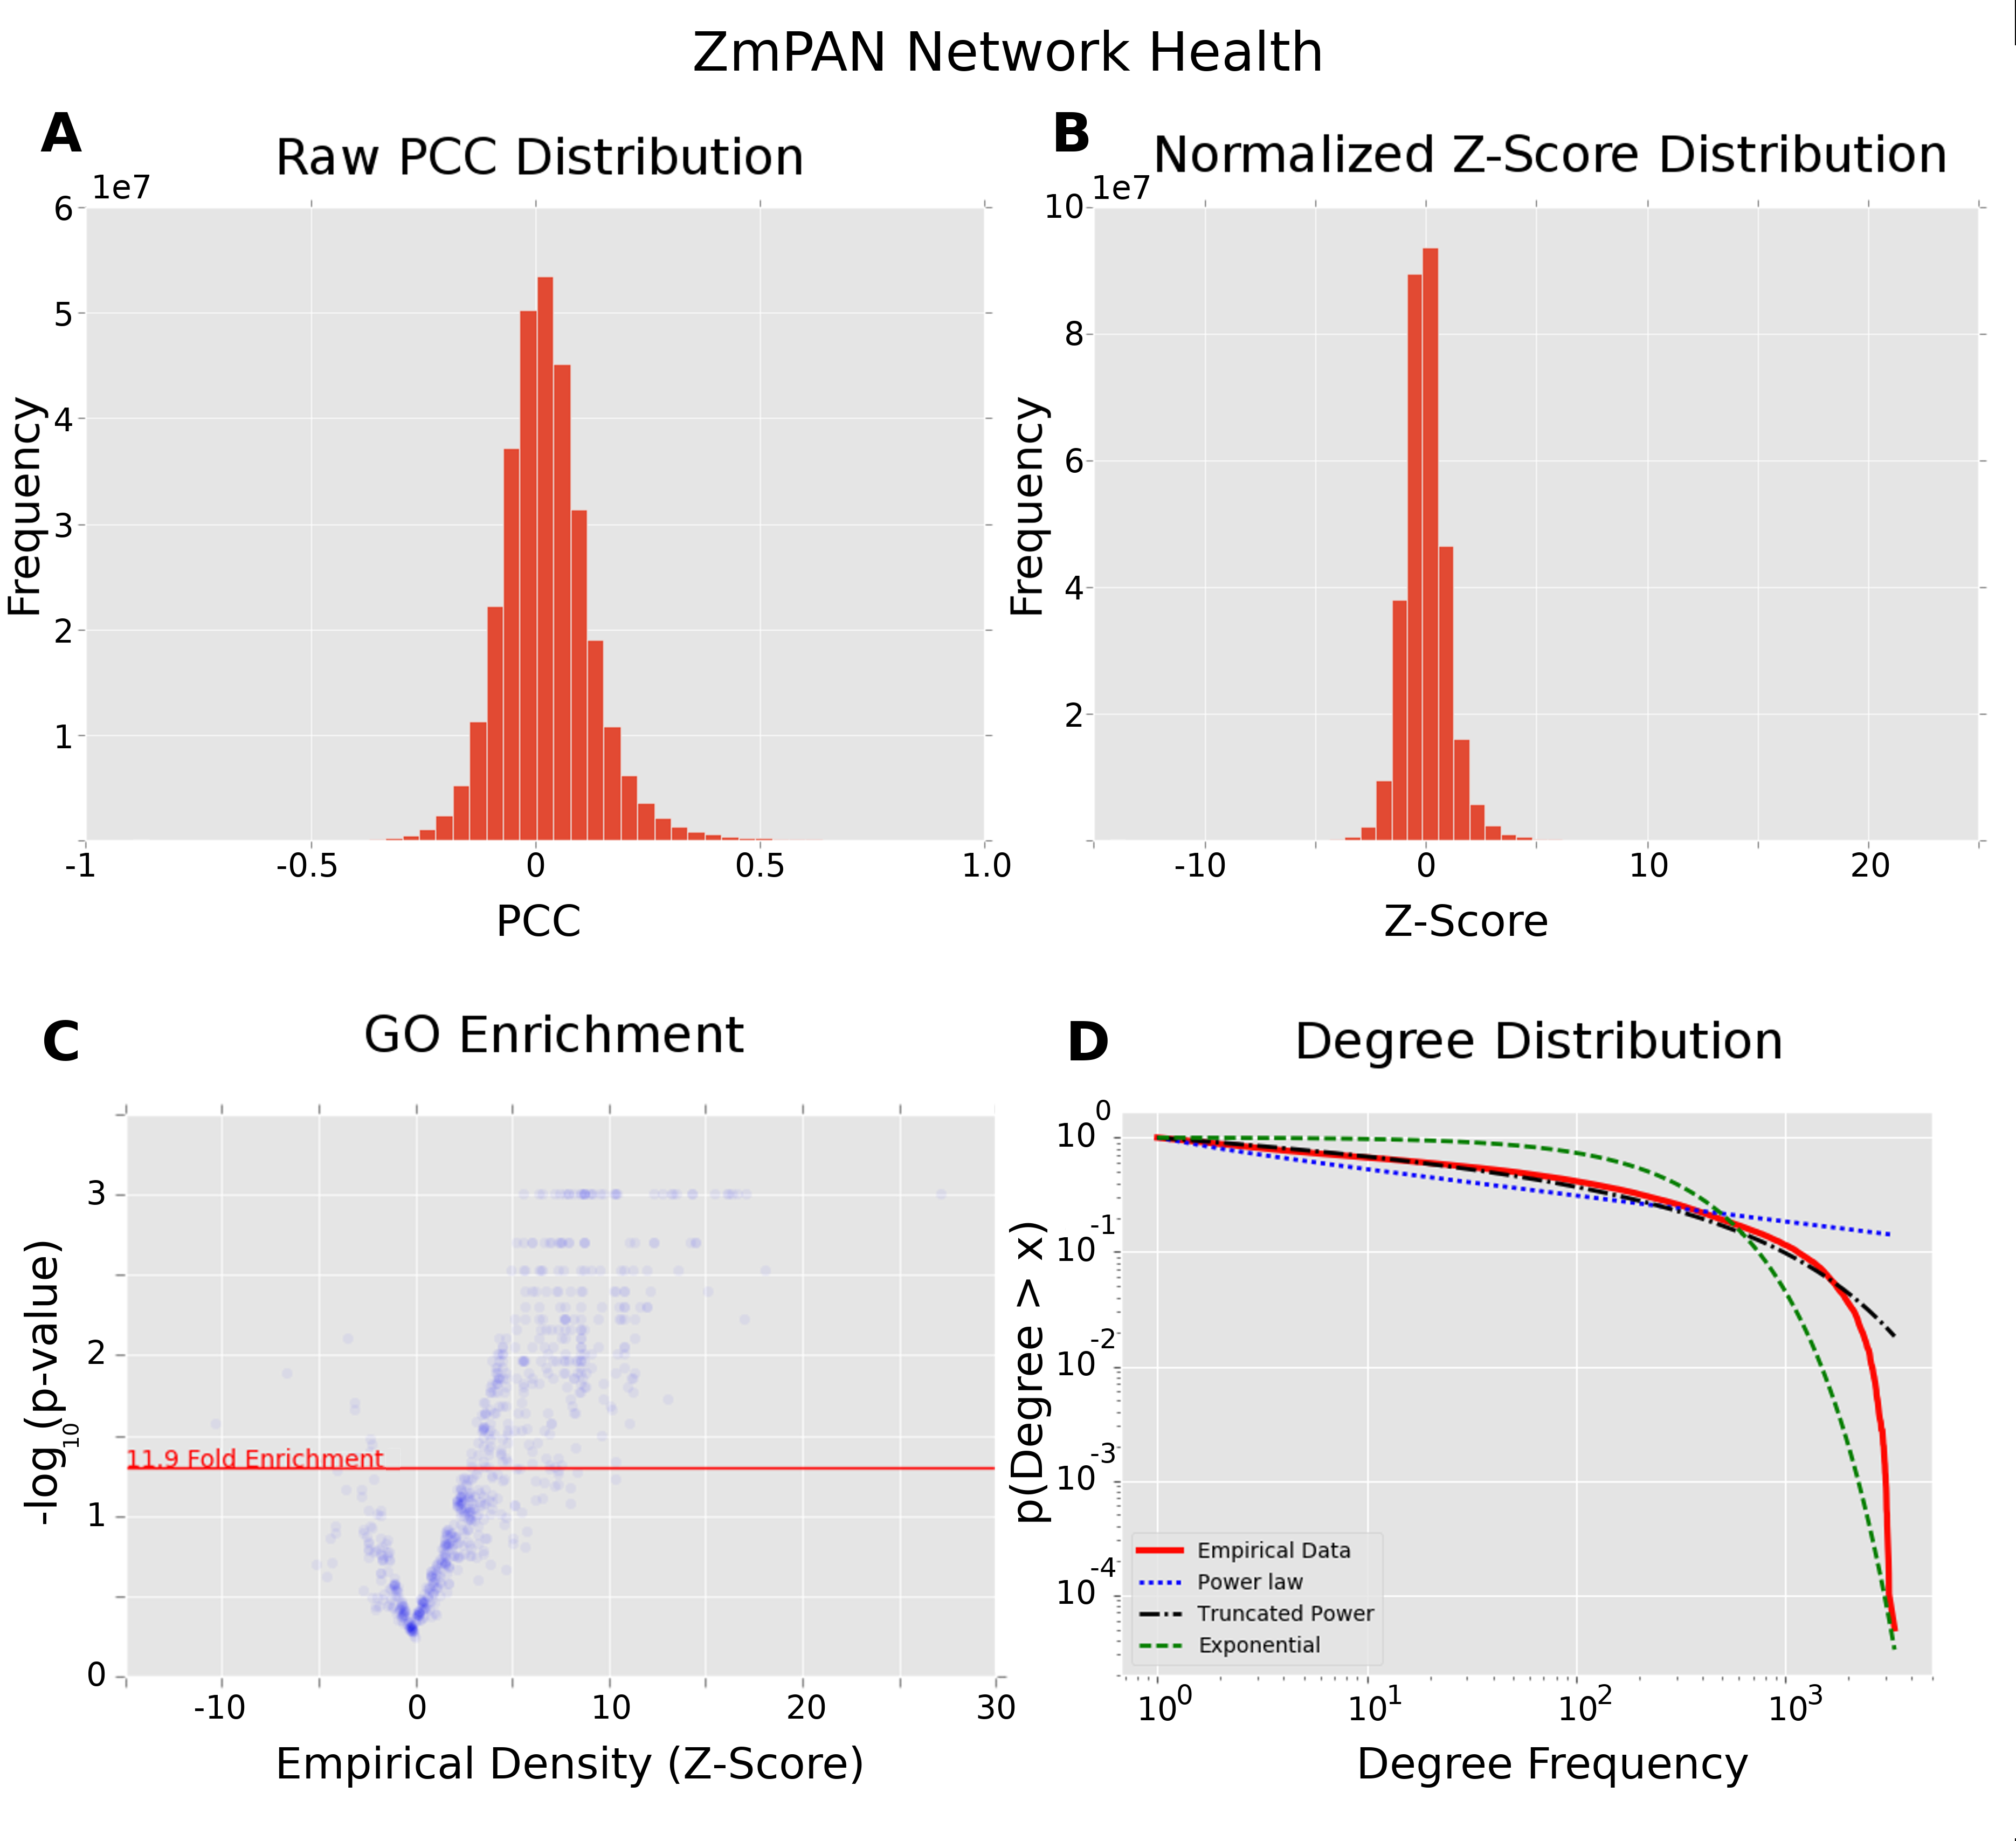 ZmPAN Network Health
A
Raw PCC Distribution
1e7
6
5
4
3
2
1
Frequency
-1 -0.5 0 0.5 1.0
PCC
B
Normalized Z-Score Distribution
1e7
10
8
6
4
2
Frequency
-10 0 10 20
Z-Score
C
GO Enrichment
3
2
1
0
-log10(p-value)
11.9 Fold Enrichment
-10 0 10 20 30
Empirical Density (Z-Score)
D
Degree Distribution
10^0
10^-1
10^-2
10^-3
10^-4
p(Degree > x)
Empirical Data
Power law
Truncated Power
Exponential
10^0 10^1 10^2 10^3
Degree Frequency